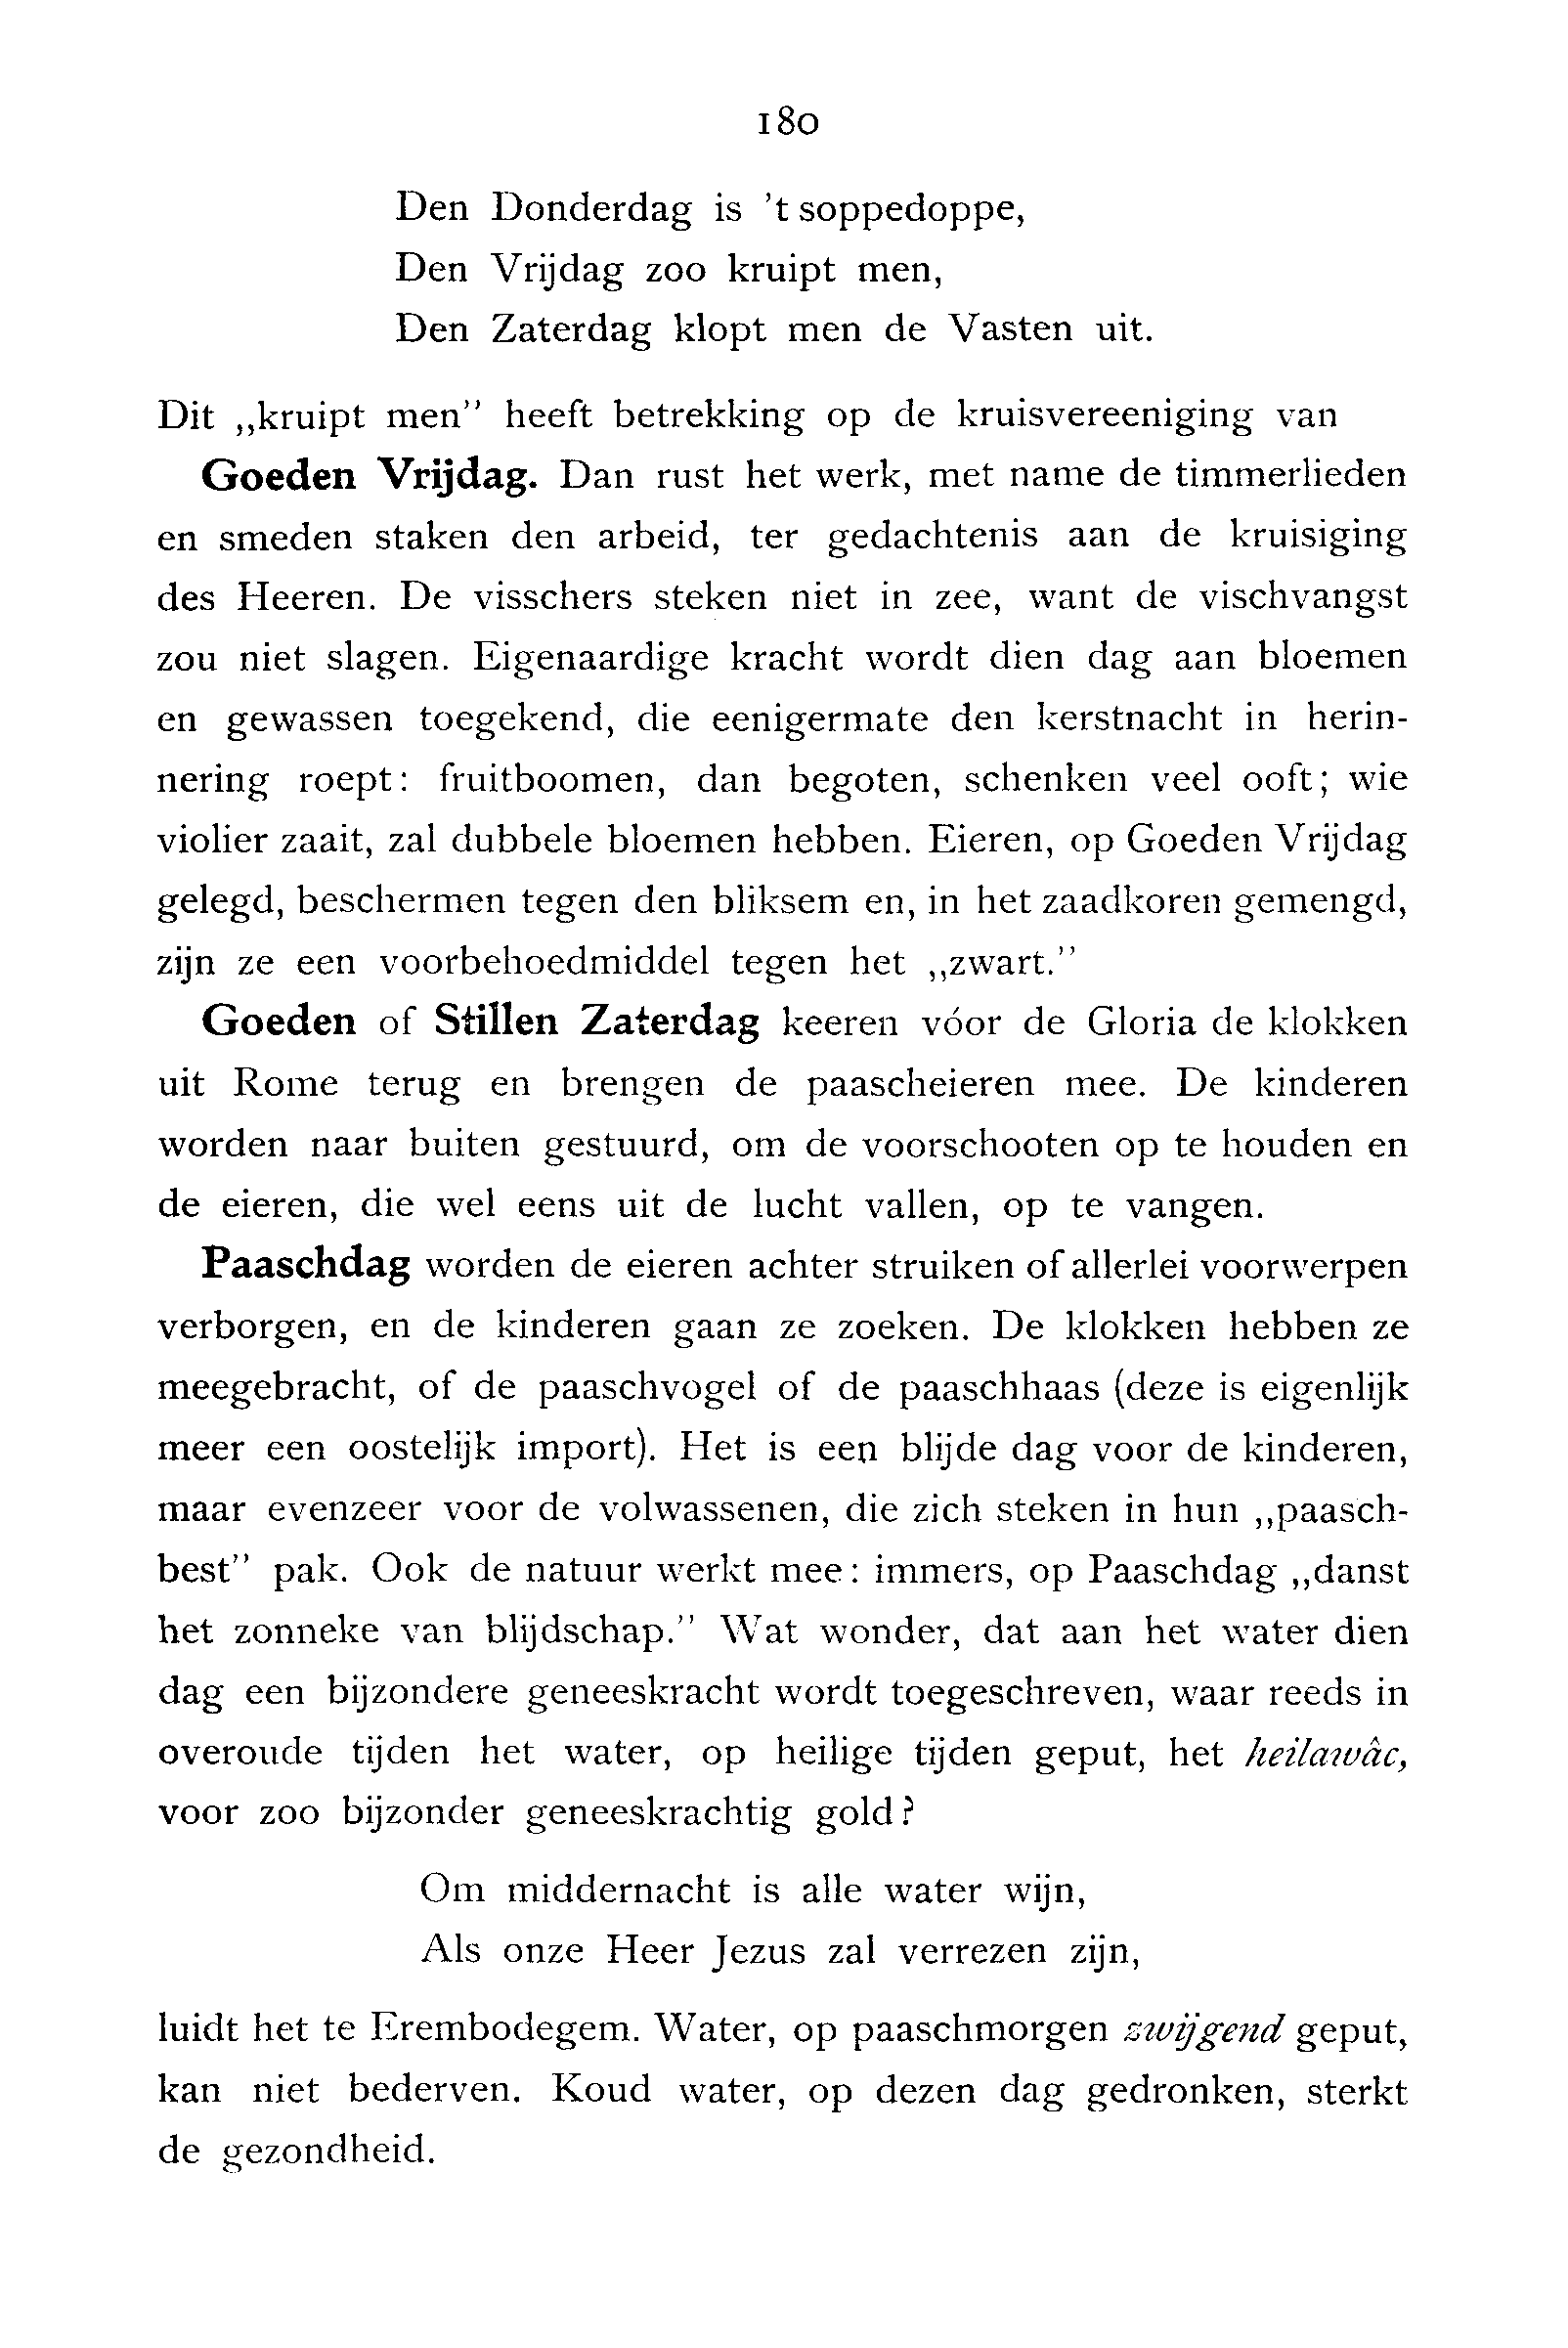 180
Den Donderdag is 't soppedoppe,
Den Vrijdag zoo kruipt men,
Den Zaterdag klopt men de Vasten uit.
Dit „kruipt men” heeft betrekking op de kruisvereeniging van
Goeden Vrijdag. Dan rust het werk, met name de timmerlieden
en smeden staken den arbeid, ter gedachtenis aan de kruisiging
des Heeren. De visschers steken niet in zee, want de vischvangst
zou niet slagen. Eigenaardige kracht wordt dien dag aan bloemen
en gewassen toegekend, die eenigermate den kerstnacht in herin-
nering roept: fruitboomen, dan begoten, schenken veel ooft; wie
violier zaait, zal dubbele bloemen hebben. Eieren, op Goeden Vrijdag
gelegd, beschermen tegen den bliksem en, in het zaadkoren gemengd,
zijn ze een voorbehoedmiddel tegen het „zwart.”
Goeden of Stillen Zaterdag keeren vóor de Gloria de klokken
uit Rome terug en brengen de paascheieren mee. De kinderen
worden naar buiten gestuurd, om de voorschooten op te houden en
de eieren, die wel eens uit de lucht vallen, op te vangen.
Paaschdag worden de eieren achter struiken of allerlei voorwerpen
verborgen, en de kinderen gaan ze zoeken. De klokken hebben ze
meegebracht, of de paaschvogel of de paaschhaas (deze is eigenlijk
meer een oostelijk import). Het is een blijde dag voor de kinderen,
maar evenzeer voor de volwassenen, die zich steken in hun „paasch-
best” pak. Ook de natuur werkt mee: immers, op Paaschdag „danst
het zonneke van blijdschap.” Wat wonder, dat aan het water dien
dag een bijzondere geneeskracht wordt toegeschreven, waar reeds in
overoude tijden het water, op heilige tijden geput, het heilawâc,
voor zoo bijzonder geneeskrachtig gold?
Om middernacht is alle water wijn,
Als onze Heer Jezus zal verrezen zijn,
luidt het te Erembodegem. Water, op paaschmorgen zwijgend geput,
kan niet bederven. Koud water, op dezen dag gedronken, sterkt
de gezondheid.